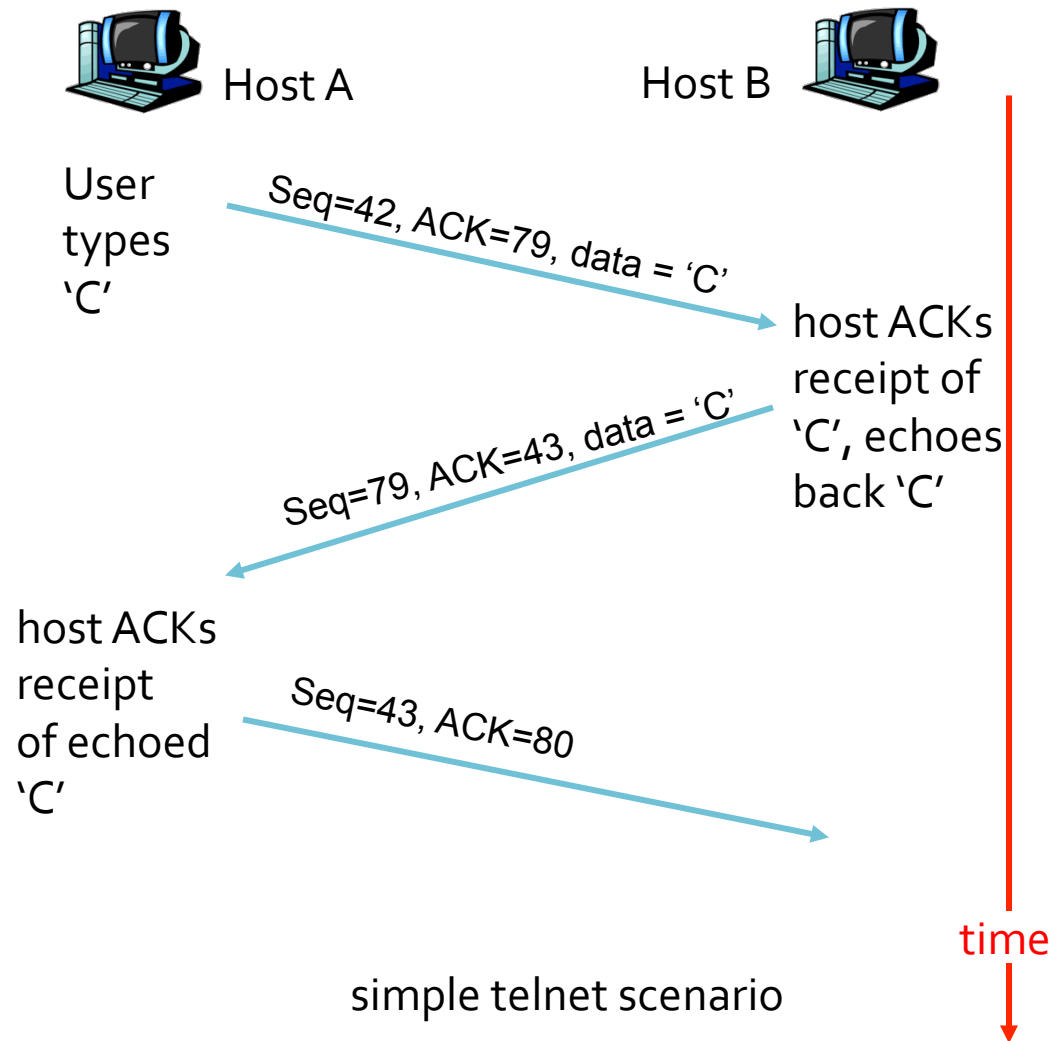 Host A
Host B
User
types
‘C’
Seq=42, ACK=79, data = ‘C’
host ACKs
receipt of
‘C’, echoes
back ‘C’
Seq=79, ACK=43, data = ‘C’
host ACKs
receipt
of echoed
‘C’
Seq=43, ACK=80
time
simple telnet scenario